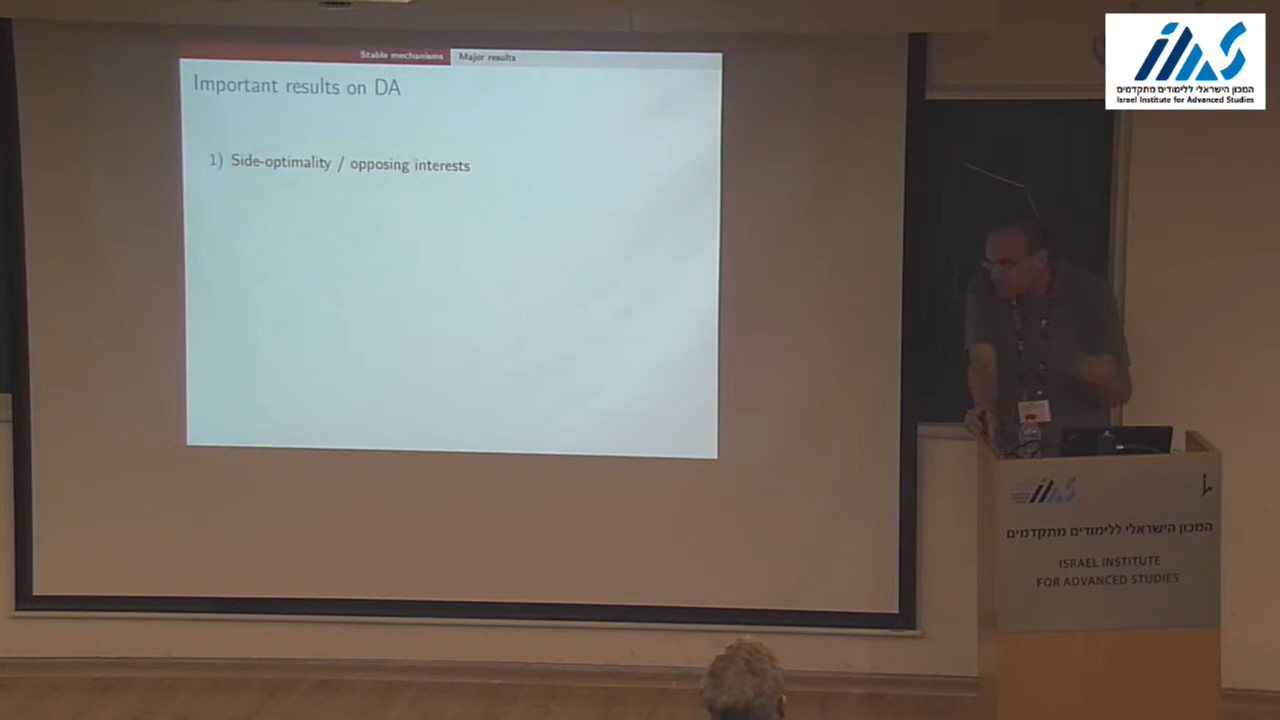 Stable mechanisms
Major results
Important results on DA
1) Side-optimality / opposing interests
המכון הישראלי ללימודים מתקדמים
Israel Institute for Advanced Studies
המכון הישראלי ללימודים מתקדמים
ISRAEL INSTITUTE
FOR ADVANCED STUDIES